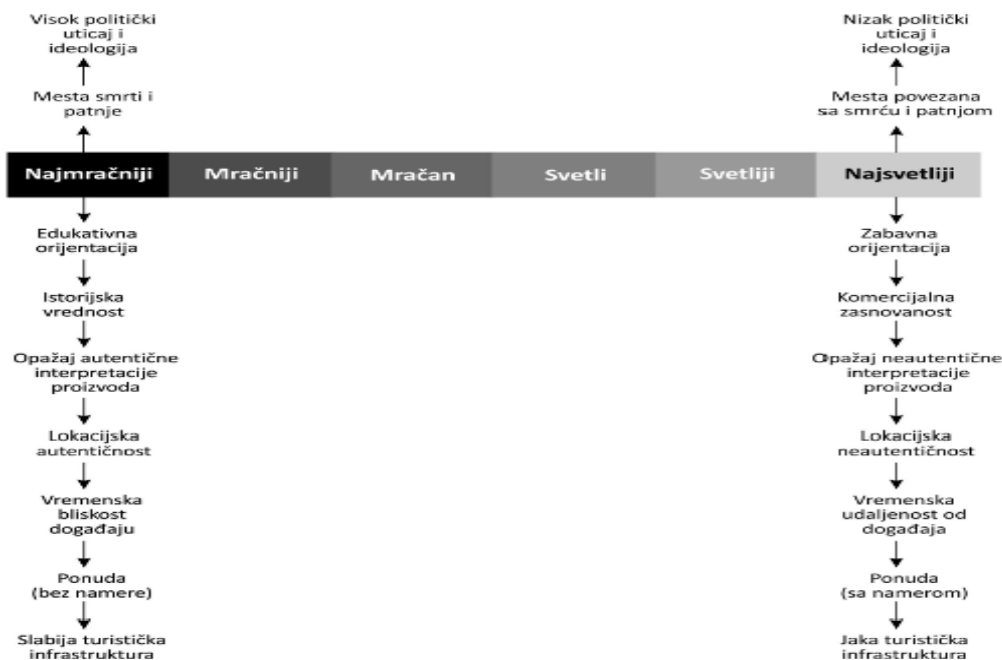 Visok politički
uticaj i
ideologija
Mesta smrti i
patnje
Nizak politički
uticaj i
ideologija
Mesta povezana
sa smrću i patnjom
Najmračniji Mračniji Mračan Svetli Svetliji Najsvetliji
Edukativna
orijentacija
Istorijska
vrednost
Opažaj autentične
interpretacije
proizvoda
Lokacijska
autentičnost
Vremenska
bliskost
događaju
Ponuda
(bez namere)
Slabija turistička
infrastruktura
Zabavna
orijentacija
Komercijalna
zasnovanost
Opažaj neautentične
interpretacije
proizvoda
Lokacijska
neautentičnost
Vremenska
udaljenost od
događaja
Ponuda
(sa namerom)
Jaka turistička
infrastruktura